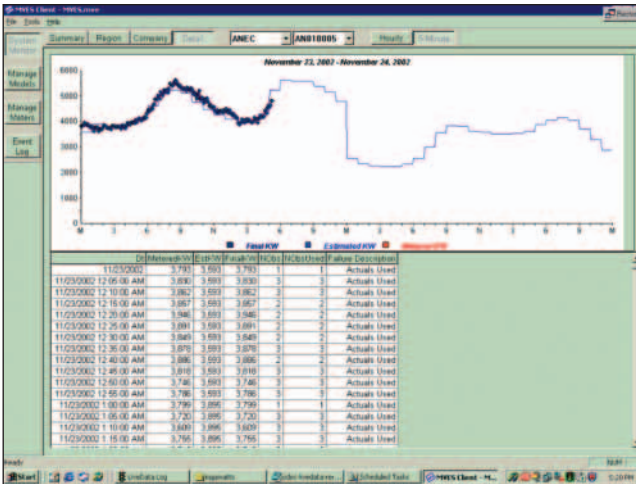 MVES Client - MVES.mves
File Tools Help
System Monitor
Summary Region Company Detail ANEC AN010005 Hourly 5-Minute
Manage Models
Manage Meters
Event Log
November 23, 2002 - November 24, 2002
6000
5000
4000
3000
2000
1000
0
M 3 6 9 N 3 6 9 M 3 6 9 N 3 6 9 M
Final KW Estimated KW Metered KW
Dt MeteredKW EstKW FinalKW NObs NObsUsed Failure Description
11/23/2002 3,793 3,593 3,793 1 1 Actuals Used
11/23/2002 12:05:00 AM 3,830 3,593 3,830 3 3 Actuals Used
11/23/2002 12:10:00 AM 3,862 3,593 3,862 3 3 Actuals Used
11/23/2002 12:15:00 AM 3,857 3,593 3,857 2 2 Actuals Used
11/23/2002 12:20:00 AM 3,946 3,593 3,946 2 2 Actuals Used
11/23/2002 12:25:00 AM 3,891 3,593 3,891 2 2 Actuals Used
11/23/2002 12:30:00 AM 3,849 3,593 3,849 2 2 Actuals Used
11/23/2002 12:35:00 AM 3,878 3,593 3,878 3 3 Actuals Used
11/23/2002 12:40:00 AM 3,886 3,593 3,886 2 2 Actuals Used
11/23/2002 12:45:00 AM 3,818 3,593 3,818 3 3 Actuals Used
11/23/2002 12:50:00 AM 3,746 3,593 3,746 3 3 Actuals Used
11/23/2002 12:55:00 AM 3,786 3,593 3,786 3 3 Actuals Used
11/23/2002 1:00:00 AM 3,799 3,895 3,799 1 1 Actuals Used
11/23/2002 1:05:00 AM 3,720 3,895 3,720 3 3 Actuals Used
11/23/2002 1:10:00 AM 3,609 3,895 3,609 3 3 Actuals Used
11/23/2002 1:15:00 AM 3,755 3,895 3,755 3 3 Actuals Used
Ready NUM
Start LiveData Log Scheduled Tasks MVES Client - M... 5:20 PM